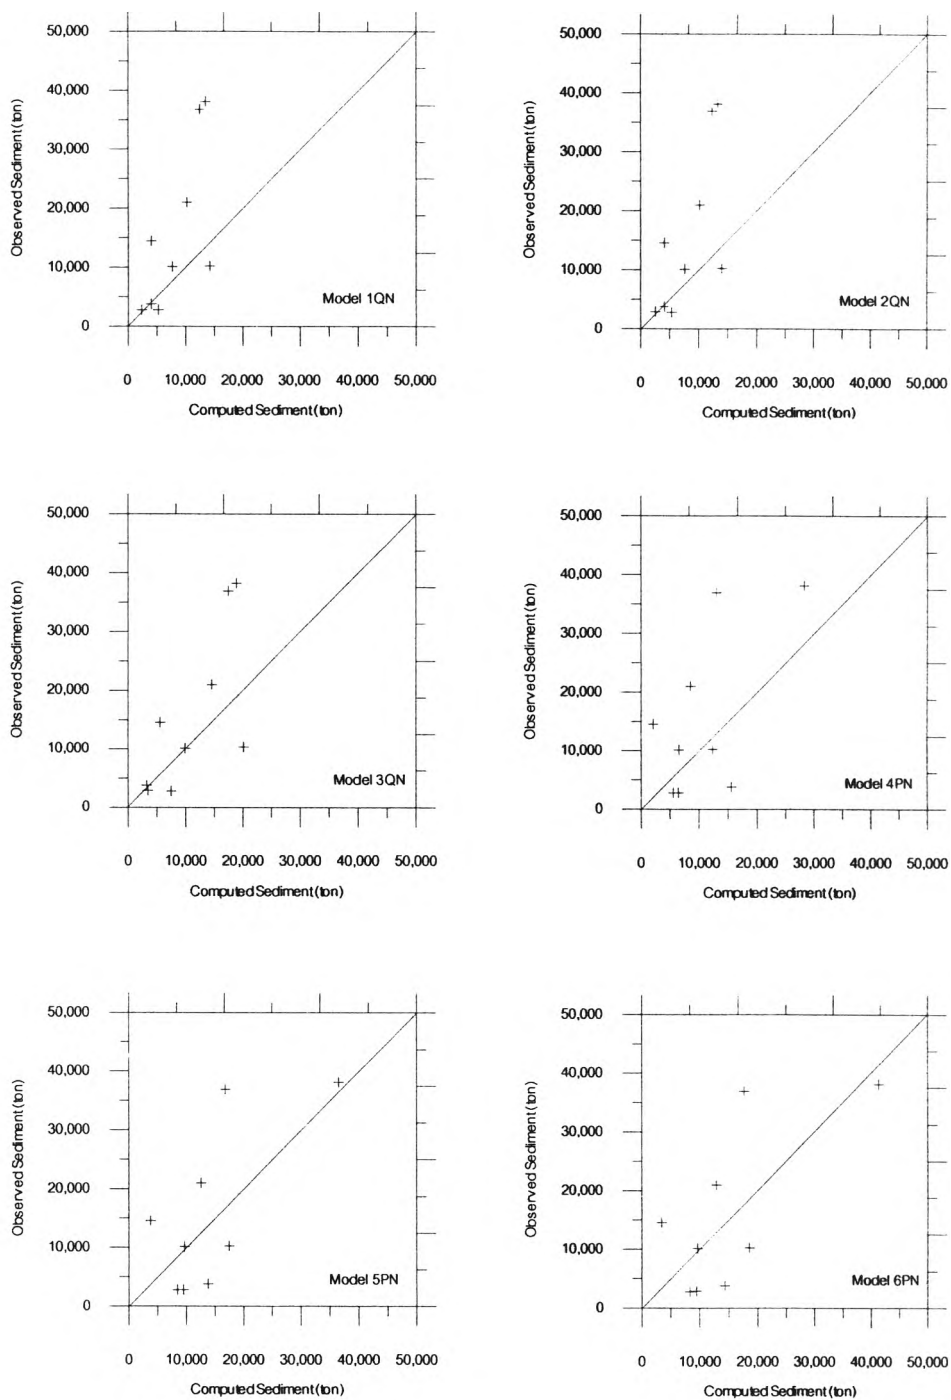 50,000
40,000
30,000
20,000
10,000
0
Observed Sediment (ton)
Model 1QN
0 10,000 20,000 30,000 40,000 50,000
Computed Sediment (ton)
50,000
40,000
30,000
20,000
10,000
0
Observed Sediment (ton)
Model 2QN
0 10,000 20,000 30,000 40,000 50,000
Computed Sediment (ton)
50,000
40,000
30,000
20,000
10,000
0
Observed Sediment (ton)
Model 3QN
0 10,000 20,000 30,000 40,000 50,000
Computed Sediment (ton)
50,000
40,000
30,000
20,000
10,000
0
Observed Sediment (ton)
Model 4PN
0 10,000 20,000 30,000 40,000 50,000
Computed Sediment (ton)
50,000
40,000
30,000
20,000
10,000
0
Observed Sediment (ton)
Model 5PN
0 10,000 20,000 30,000 40,000 50,000
Computed Sediment (ton)
50,000
40,000
30,000
20,000
10,000
0
Observed Sediment (ton)
Model 6PN
0 10,000 20,000 30,000 40,000 50,000
Computed Sediment (ton)